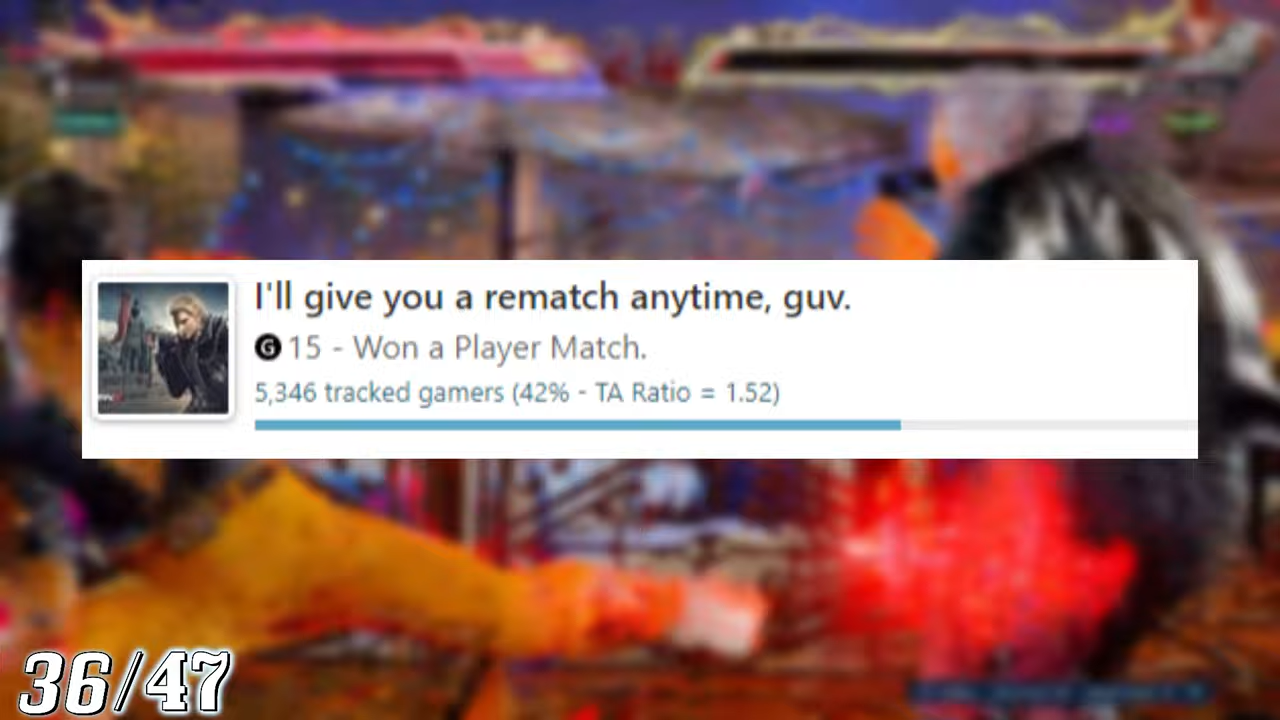 I'll give you a rematch anytime, guv.
G 15 - Won a Player Match.
5,346 tracked gamers (42% - TA Ratio = 1.52)
36/47